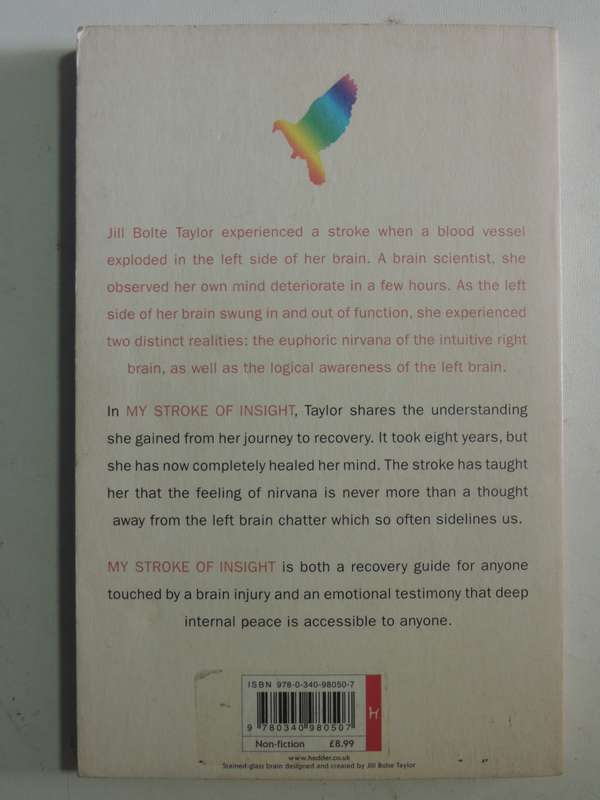 Jill Bolte Taylor experienced a stroke when a blood vessel
exploded in the left side of her brain. A brain scientist, she
observed her own mind deteriorate in a few hours. As the left
side of her brain swung in and out of function, she experienced
two distinct realities: the euphoric nirvana of the intuitive right
brain, as well as the logical awareness of the left brain.
In MY STROKE OF INSIGHT, Taylor shares the understanding
she gained from her journey to recovery. It took eight years, but
she has now completely healed her mind. The stroke has taught
her that the feeling of nirvana is never more than a thought
away from the left brain chatter which so often sidelines us.
MY STROKE OF INSIGHT is both a recovery guide for anyone
touched by a brain injury and an emotional testimony that deep
internal peace is accessible to anyone.
ISBN 978-0-340-98050-7
9 780340 980507
H
Non-fiction £8.99
www.hodder.co.uk
Stained-glass brain designed and created by Jill Bolte Taylor